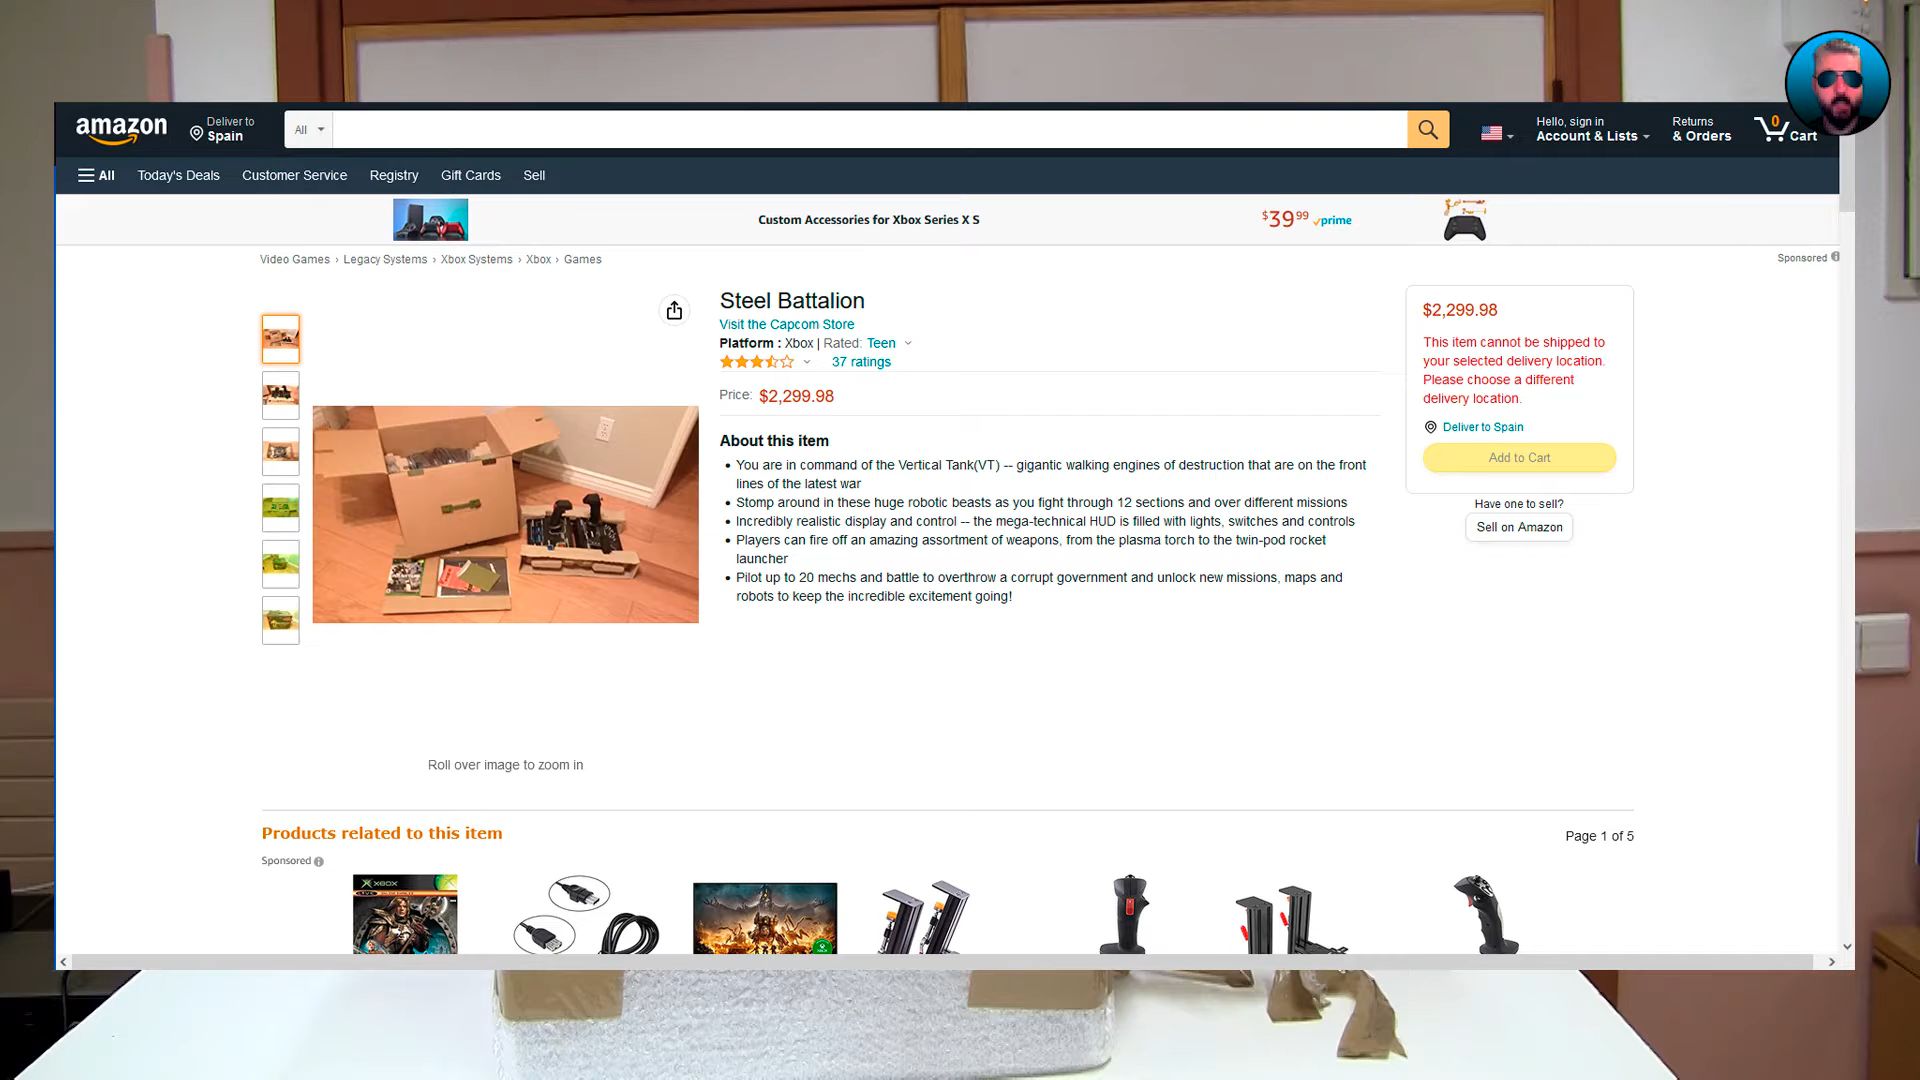 amazon
Deliver to
Spain
All
Hello, sign in
Account & Lists
Returns
& Orders
0
Cart
All
Today's Deals
Customer Service
Registry
Gift Cards
Sell
Custom Accessories for Xbox Series X S
$39.99 prime
Video Games › Legacy Systems › Xbox Systems › Xbox › Games
Sponsored
Steel Battalion
Visit the Capcom Store
Platform : Xbox | Rated: Teen
37 ratings
Price: $2,299.98
About this item
• You are in command of the Vertical Tank(VT) -- gigantic walking engines of destruction that are on the front
lines of the latest war
• Stomp around in these huge robotic beasts as you fight through 12 sections and over different missions
• Incredibly realistic display and control -- the mega-technical HUD is filled with lights, switches and controls
• Players can fire off an amazing assortment of weapons, from the plasma torch to the twin-pod rocket
launcher
• Pilot up to 20 mechs and battle to overthrow a corrupt government and unlock new missions, maps and
robots to keep the incredible excitement going!
$2,299.98
This item cannot be shipped to
your selected delivery location.
Please choose a different
delivery location.
Deliver to Spain
Add to Cart
Have one to sell?
Sell on Amazon
Roll over image to zoom in
Products related to this item
Page 1 of 5
Sponsored
XBOX